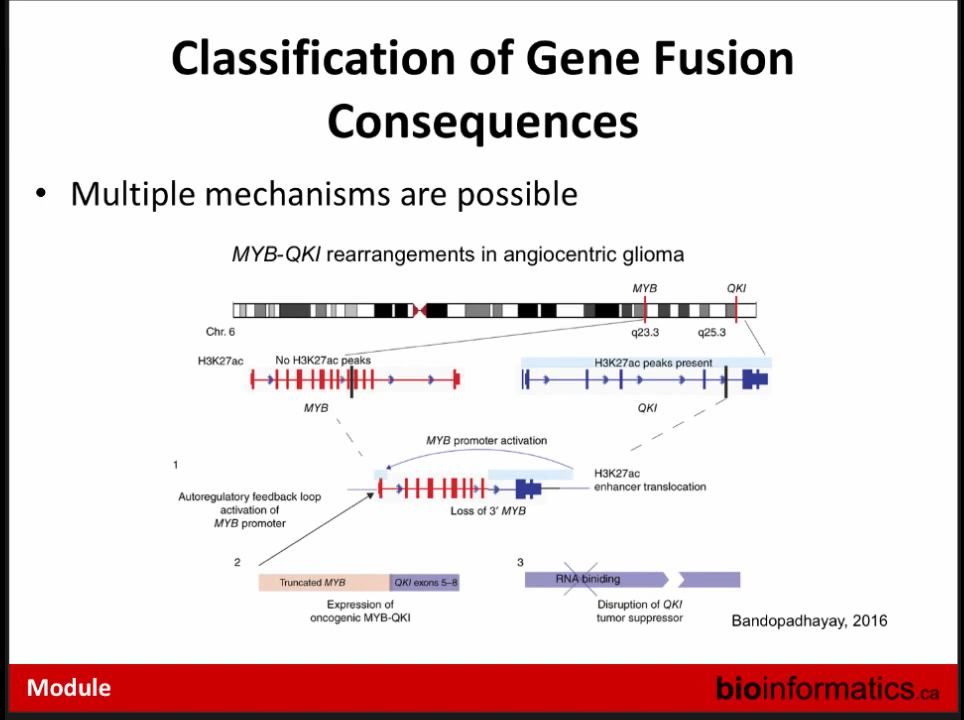 Classification of Gene Fusion
Consequences
• Multiple mechanisms are possible
MYB-QKI rearrangements in angiocentric glioma
MYB
QKI
Chr. 6
q23.3
q25.3
H3K27ac
No H3K27ac peaks
H3K27ac peaks present
MYB
QKI
MYB promoter activation
1
H3K27ac
enhancer translocation
Autoregulatory feedback loop
activation of
MYB promoter
Loss of 3' MYB
2
3
Truncated MYB
QKI exons 5–8
RNA biniding
Expression of
oncogenic MYB-QKI
Disruption of QKI
tumor suppressor
Bandopadhayay, 2016
Module
bioinformatics.ca